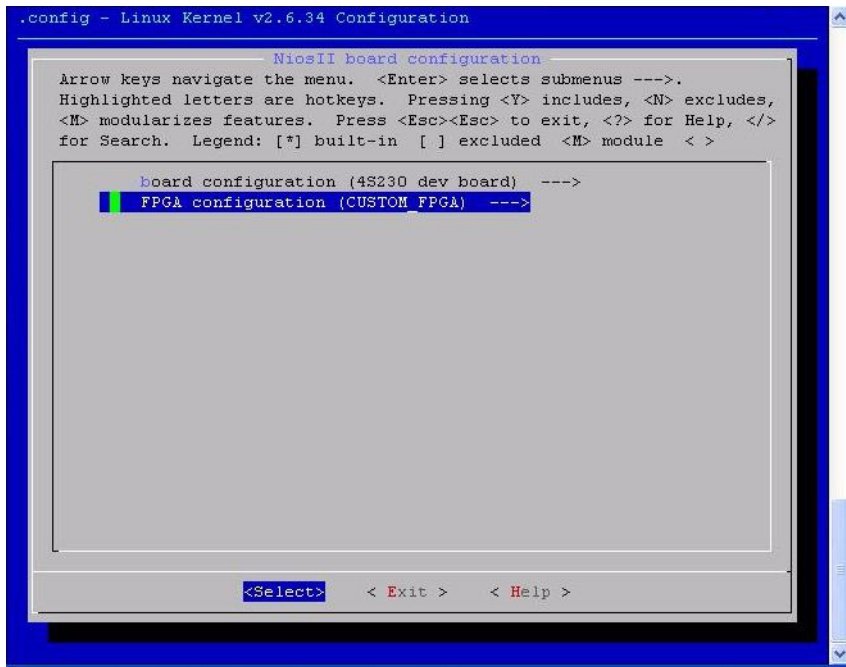 .config - Linux Kernel v2.6.34 Configuration
NiosII board configuration
Arrow keys navigate the menu.  <Enter> selects submenus --->.
Highlighted letters are hotkeys.  Pressing <Y> includes, <N> excludes,
<M> modularizes features.  Press <Esc><Esc> to exit, <?> for Help, </>
for Search.  Legend: [*] built-in  [ ] excluded  <M> module  < >
board configuration (4S230 dev board)  --->
FPGA configuration (CUSTOM_FPGA)  --->
<Select>    < Exit >    < Help >